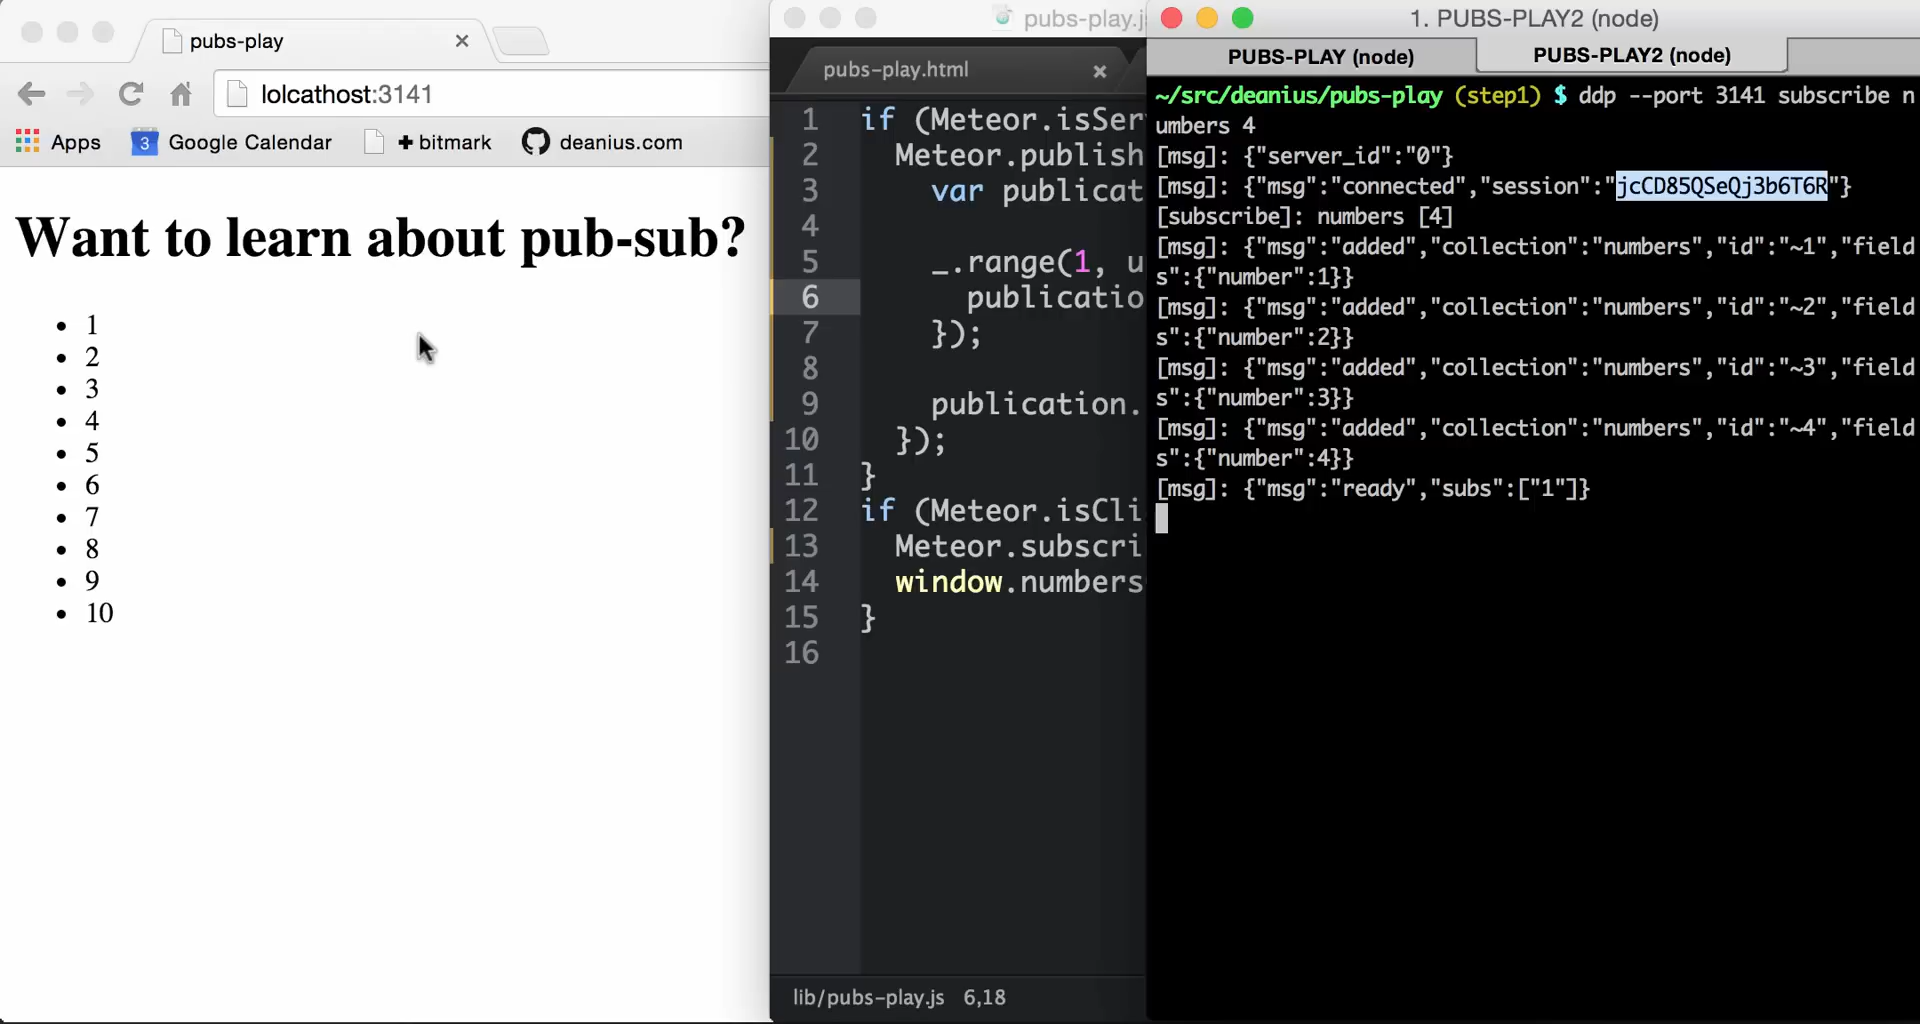 pubs-play
lolcathost:3141
Apps
3
Google Calendar
+ bitmark
deanius.com
Want to learn about pub-sub?
• 1
• 2
• 3
• 4
• 5
• 6
• 7
• 8
• 9
• 10
pubs-play.js
pubs-play.html
1 if (Meteor.isSer
2 Meteor.publish
3 var publicat
4
5 _.range(1, u
6 publicatio
7 });
8
9 publication.
10 });
11 }
12 if (Meteor.isCli
13 Meteor.subscri
14 window.numbers
15 }
16
lib/pubs-play.js 6,18
1. PUBS-PLAY2 (node)
PUBS-PLAY (node)
PUBS-PLAY2 (node)
~/src/deanius/pubs-play (step1) $ ddp --port 3141 subscribe n
umbers 4
[msg]: {"server_id":"0"}
[msg]: {"msg":"connected","session":"jcCD85QSeQj3b6T6R"}
[subscribe]: numbers [4]
[msg]: {"msg":"added","collection":"numbers","id":"~1","field
s":{"number":1}}
[msg]: {"msg":"added","collection":"numbers","id":"~2","field
s":{"number":2}}
[msg]: {"msg":"added","collection":"numbers","id":"~3","field
s":{"number":3}}
[msg]: {"msg":"added","collection":"numbers","id":"~4","field
s":{"number":4}}
[msg]: {"msg":"ready","subs":["1"]}